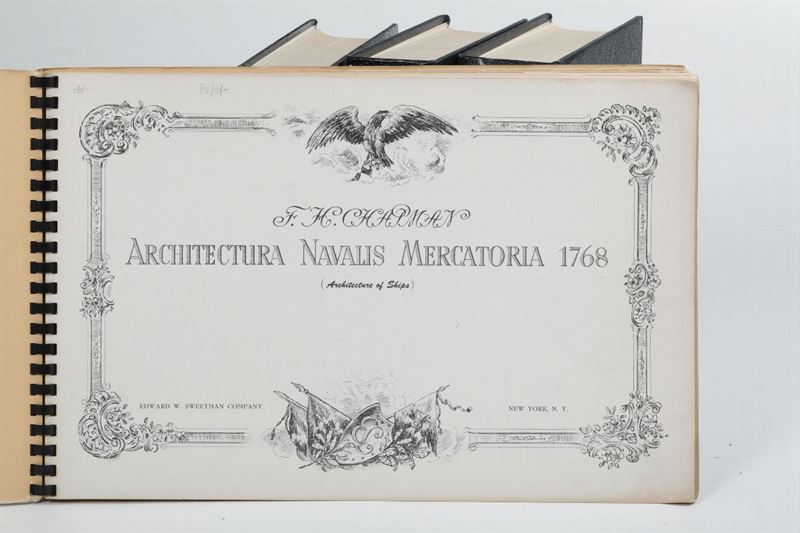 F. H. CHAPMAN
ARCHITECTURA NAVALIS MERCATORIA 1768
(Architecture of Ships)
EDWARD W. SWEETMAN COMPANY
NEW YORK, N. Y.